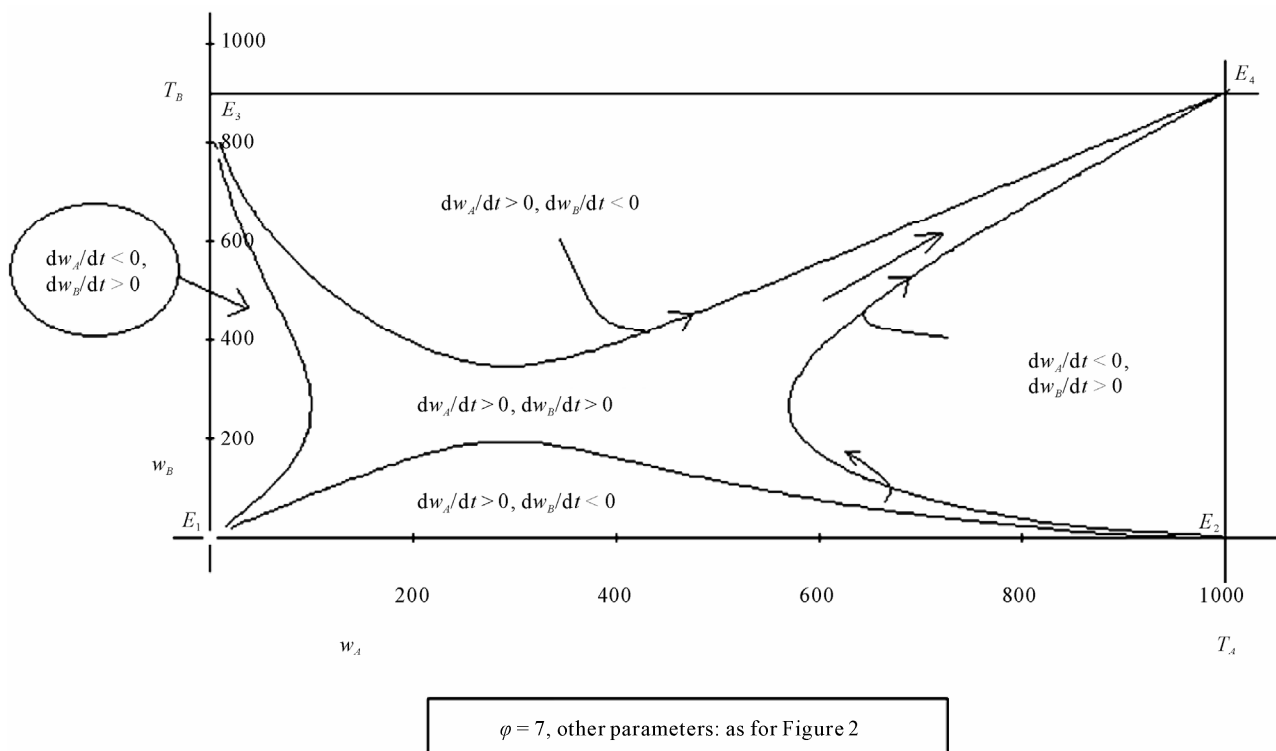 1000
T_B
E_4
E_3
800
dw_A/dt > 0, dw_B/dt < 0
600
dw_A/dt < 0,
dw_B/dt > 0
400
dw_A/dt < 0,
dw_B/dt > 0
dw_A/dt > 0, dw_B/dt > 0
200
w_B
dw_A/dt > 0, dw_B/dt < 0
E_1
E_2
200
400
600
800
1000
w_A
T_A
φ = 7, other parameters: as for Figure 2